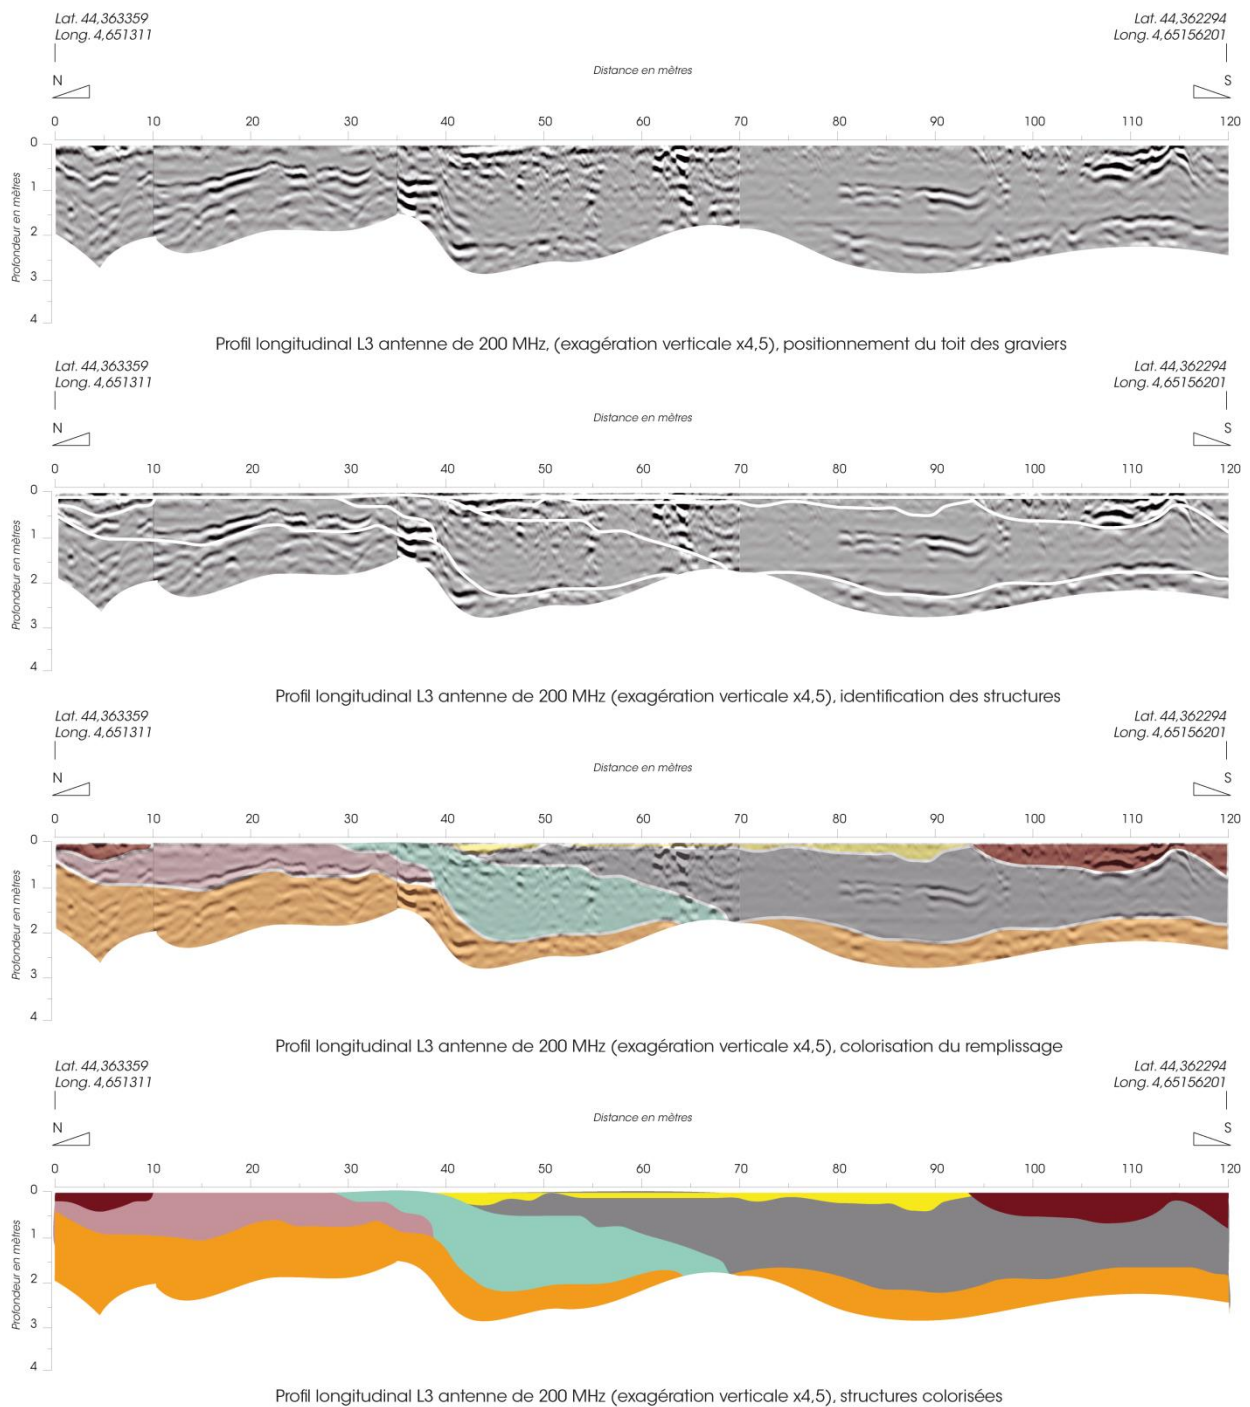 Lat. 44,363359
Long. 4,651311
Lat. 44,362294
Long. 4,65156201
N
Distance en mètres
S
0 10 20 30 40 50 60 70 80 90 100 110 120
Profondeur en mètres
0
1
2
3
4
Profil longitudinal L3 antenne de 200 MHz, (exagération verticale x4,5), positionnement du toit des graviers
Lat. 44,363359
Long. 4,651311
Lat. 44,362294
Long. 4,65156201
N
Distance en mètres
S
0 10 20 30 40 50 60 70 80 90 100 110 120
Profondeur en mètres
0
1
2
3
4
Profil longitudinal L3 antenne de 200 MHz (exagération verticale x4,5), identification des structures
Lat. 44,363359
Long. 4,651311
Lat. 44,362294
Long. 4,65156201
N
Distance en mètres
S
0 10 20 30 40 50 60 70 80 90 100 110 120
Profondeur en mètres
0
1
2
3
4
Profil longitudinal L3 antenne de 200 MHz (exagération verticale x4,5), colorisation du remplissage
Lat. 44,363359
Long. 4,651311
Lat. 44,362294
Long. 4,65156201
N
Distance en mètres
S
0 10 20 30 40 50 60 70 80 90 100 110 120
Profondeur en mètres
0
1
2
3
4
Profil longitudinal L3 antenne de 200 MHz (exagération verticale x4,5), structures colorisées